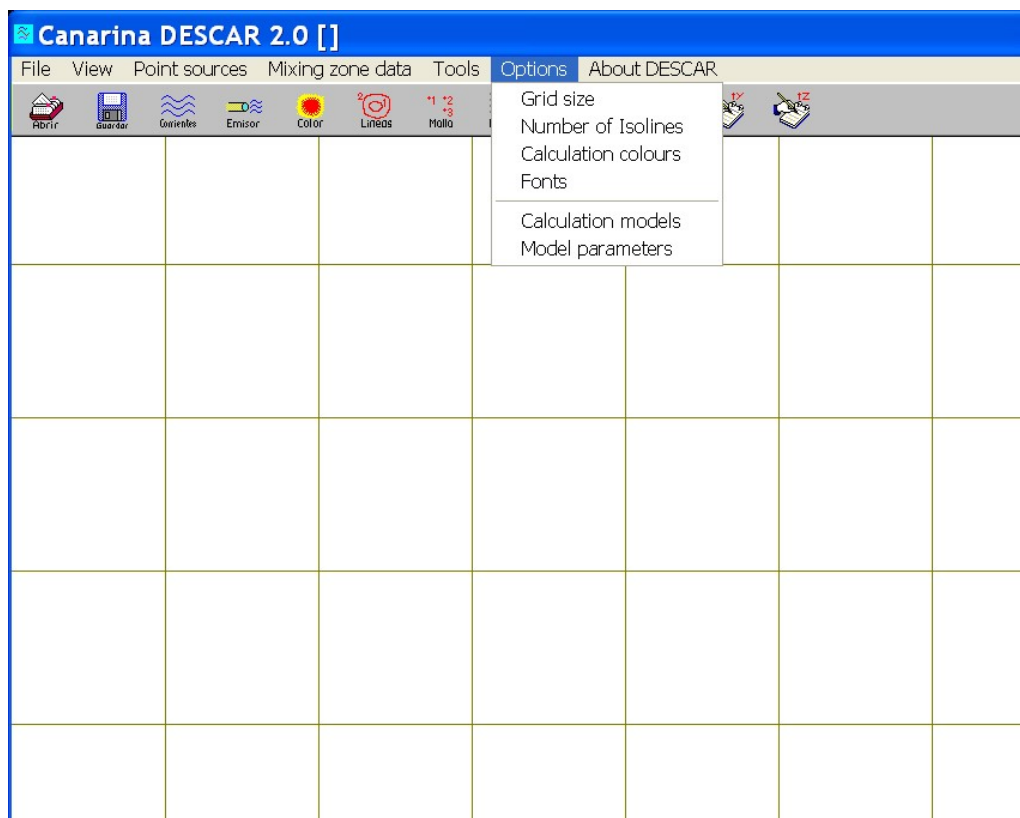 Canarina DESCAR 2.0 []
File View Point sources Mixing zone data Tools Options About DESCAR
Abrir Guardar Corrientes Emisor Color Lineas Malla
Grid size
Number of Isolines
Calculation colours
Fonts
Calculation models
Model parameters